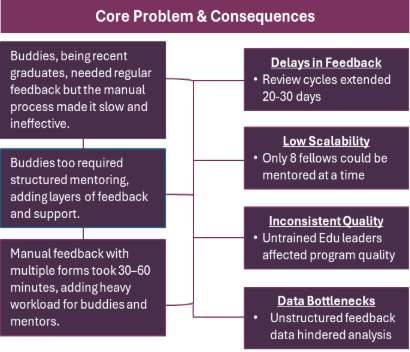 Core Problem & Consequences
Buddies, being recent
graduates, needed regular
feedback but the manual
process made it slow and
ineffective.
Buddies too required
structured mentoring,
adding layers of feedback
and support.
Manual feedback with
multiple forms took 30–60
minutes, adding heavy
workload for buddies and
mentors.
Delays in Feedback
• Review cycles extended
20-30 days
Low Scalability
• Only 8 fellows could be
mentored at a time
Inconsistent Quality
• Untrained Edu leaders
affected program quality
Data Bottlenecks
• Unstructured feedback
data hindered analysis